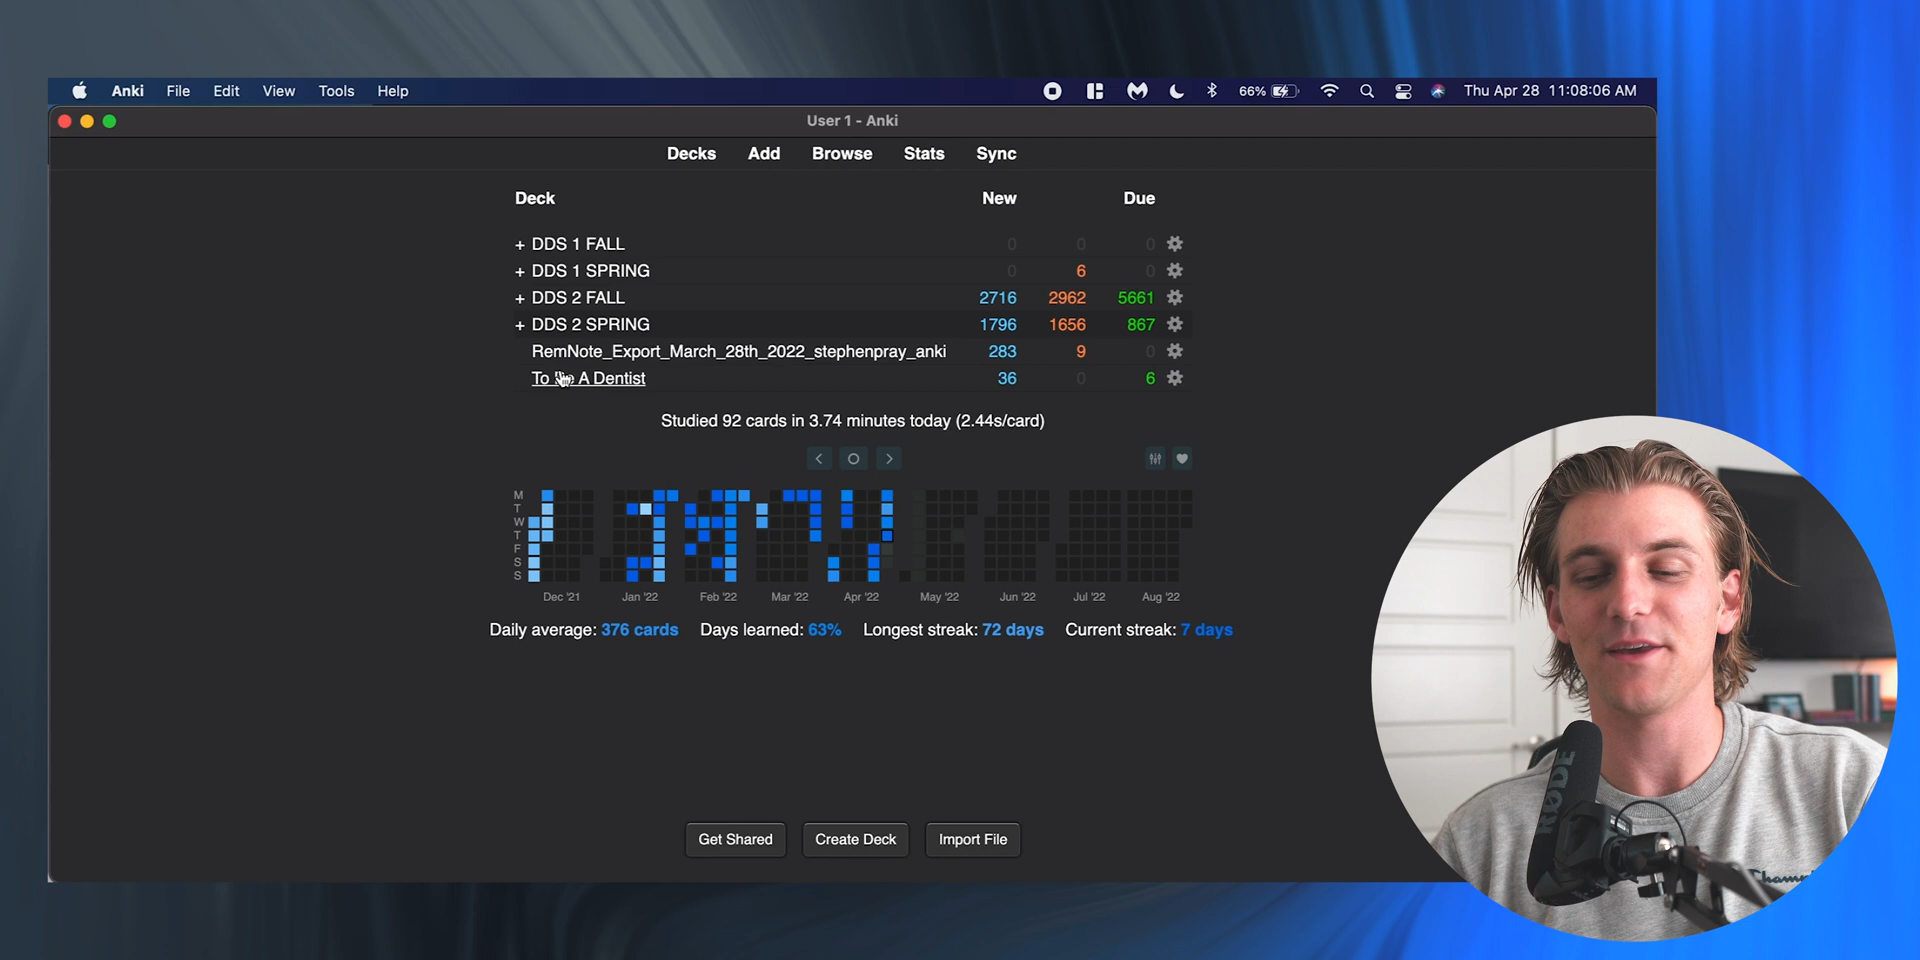 Anki File Edit View Tools Help 66% Thu Apr 28 11:08:06 AM
User 1 - Anki
Decks Add Browse Stats Sync
Deck New Due
+ DDS 1 FALL 0 0 0
+ DDS 1 SPRING 0 6 0
+ DDS 2 FALL 2716 2962 5661
+ DDS 2 SPRING 1796 1656 867
RemNote_Export_March_28th_2022_stephenpray_anki 283 9 0
To A Dentist 36 0 6
Studied 92 cards in 3.74 minutes today (2.44s/card)
M
T
W
T
F
S
S
Dec '21 Jan '22 Feb '22 Mar '22 Apr '22 May '22 Jun '22 Jul '22 Aug '22
Daily average: 376 cards Days learned: 63% Longest streak: 72 days Current streak: 7 days
Get Shared Create Deck Import File
RØDE